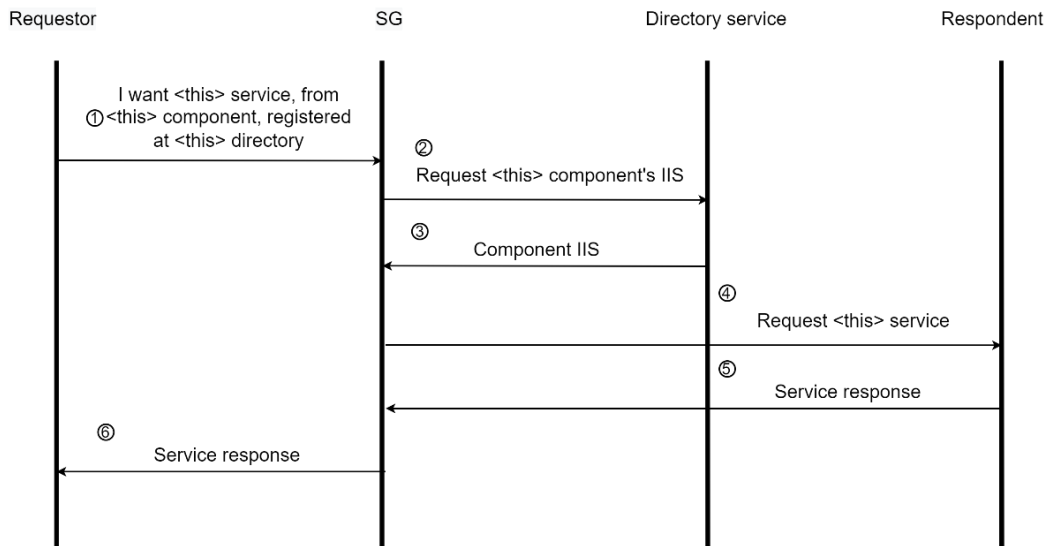 Requestor SG Directory service Respondent
I want <this> service, from
① <this> component, registered
at <this> directory
②
Request <this> component's IIS
③
Component IIS
④
Request <this> service
⑤
Service response
⑥
Service response